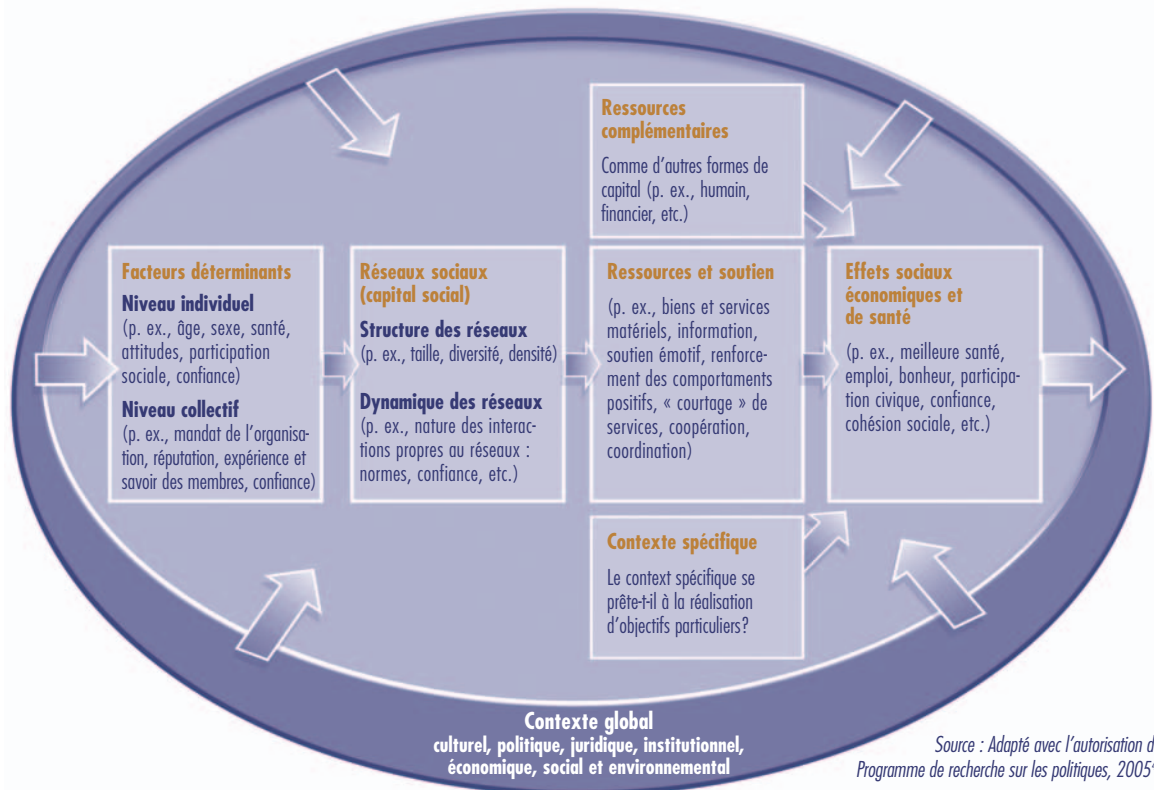 Ressources
complémentaires
Comme d'autres formes de
capital (p. ex., humain,
financier, etc.)
Facteurs déterminants
Niveau individuel
(p. ex., âge, sexe, santé,
attitudes, participation
sociale, confiance)
Niveau collectif
(p. ex., mandat de l'organisa-
tion, réputation, expérience et
savoir des membres, confiance)
Réseaux sociaux
(capital social)
Structure des réseaux
(p. ex., taille, diversité, densité)
Dynamique des réseaux
(p. ex., nature des interac-
tions propres au réseau :
normes, confiance, etc.)
Ressources et soutien
(p. ex., biens et services
matériels, information,
soutien émotif, renforce-
ment des comportaments
positifs, « courtage » de
services, coopération,
coordination)
Effets sociaux
économiques et
de santé
(p. ex., meilleure santé,
emploi, bonheur, participa-
tion civique, confiance,
cohésion sociale, etc.)
Contexte spécifique
Le context spécifique se
prête-t-il à la réalisation
d'objectifs particuliers?
Contexte global
culturel, politique, juridique, institutionnel,
économique, social et environnemental
Source : Adapté avec l'autorisation d
Programme de recherche sur les politiques, 2005